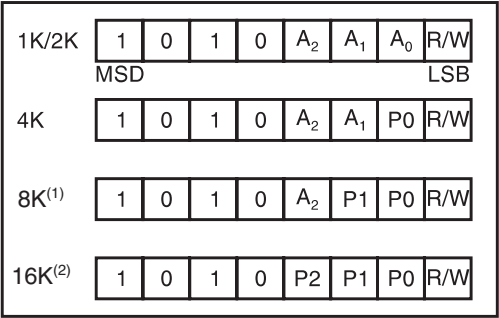 1K/2K 1 0 1 0 A2 A1 A0 R/W
MSD LSB
4K 1 0 1 0 A2 A1 P0 R/W
8K(1) 1 0 1 0 A2 P1 P0 R/W
16K(2) 1 0 1 0 P2 P1 P0 R/W